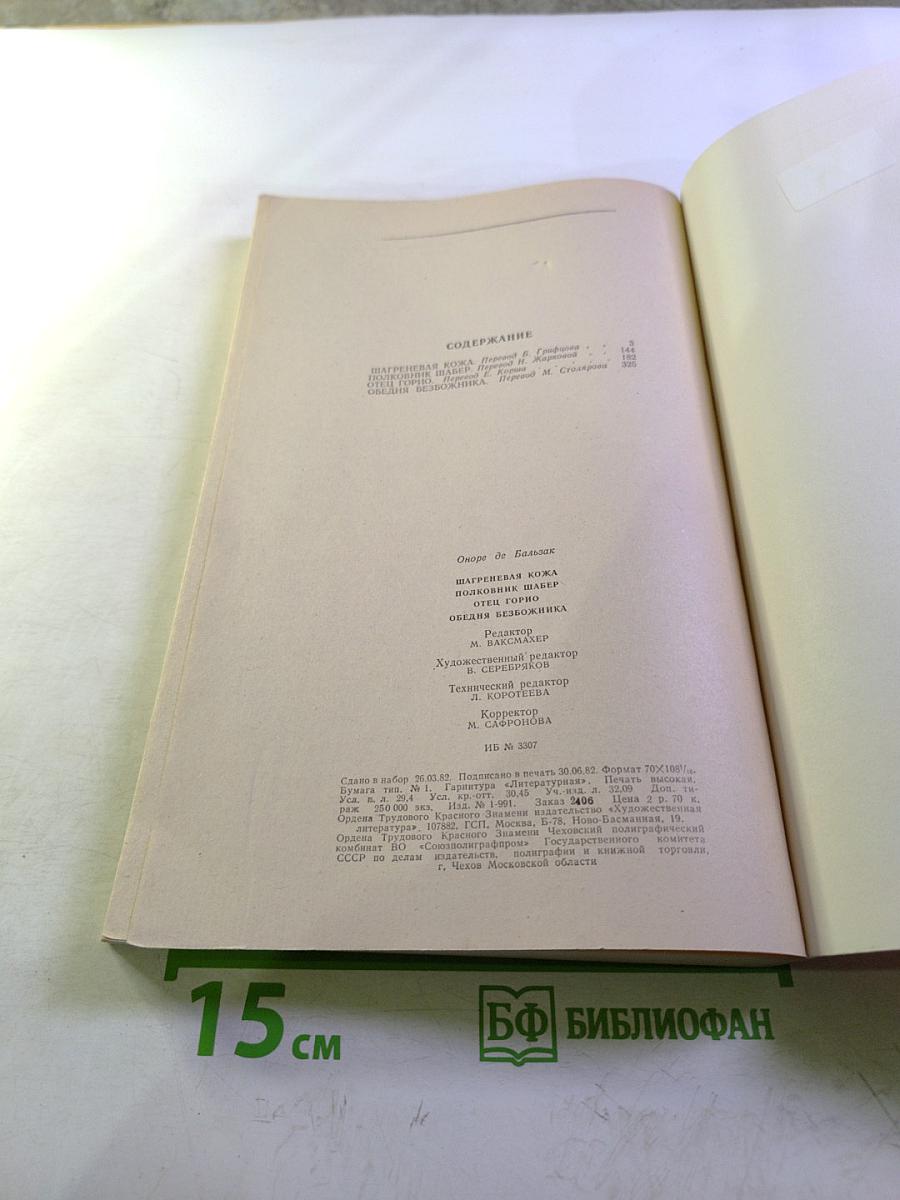 СОДЕРЖАНИЕ
ШАГРЕНЕВАЯ КОЖА. Перевод Б. Грифцова . . 5
ПОЛКОВНИК ШАБЕР. Перевод Н. Жарковой . . 144
ОТЕЦ ГОРИО. Перевод Е. Корша . . . . . 182
ОБЕДНЯ БЕЗБОЖНИКА. Перевод М. Столярова 325
Оноре де Бальзак
ШАГРЕНЕВАЯ КОЖА
ПОЛКОВНИК ШАБЕР
ОТЕЦ ГОРИО
ОБЕДНЯ БЕЗБОЖНИКА
Редактор
М. ВАКСМАХЕР
Художественный редактор
В. СЕРЕБРЯКОВ
Технический редактор
Л. КОРОТЕЕВА
Корректор
М. САФРОНОВА
ИБ № 3307
Сдано в набор 26.03.82. Подписано в печать 30.06.82. Формат 70×108¹/₁₆.
Бумага тип. № 1. Гарнитура «Литературная». Печать высокая.
Усл. п. л. 29,4 Усл. кр.-отт. 30,45 Уч.-изд. л. 32,09 Доп. ти-
раж 250 000 экз. Изд. № 1-991. Заказ 2406 Цена 2 р. 70 к.
Ордена Трудового Красного Знамени издательство «Художественная
литература». 107882, ГСП, Москва, Б-78, Ново-Басманная, 19.
Ордена Трудового Красного Знамени Чеховский полиграфический
комбинат ВО «Союзполиграфпром» Государственного комитета
СССР по делам издательств, полиграфии и книжной торговли,
г. Чехов Московской области
15 см
БФ БИБЛИОФАН